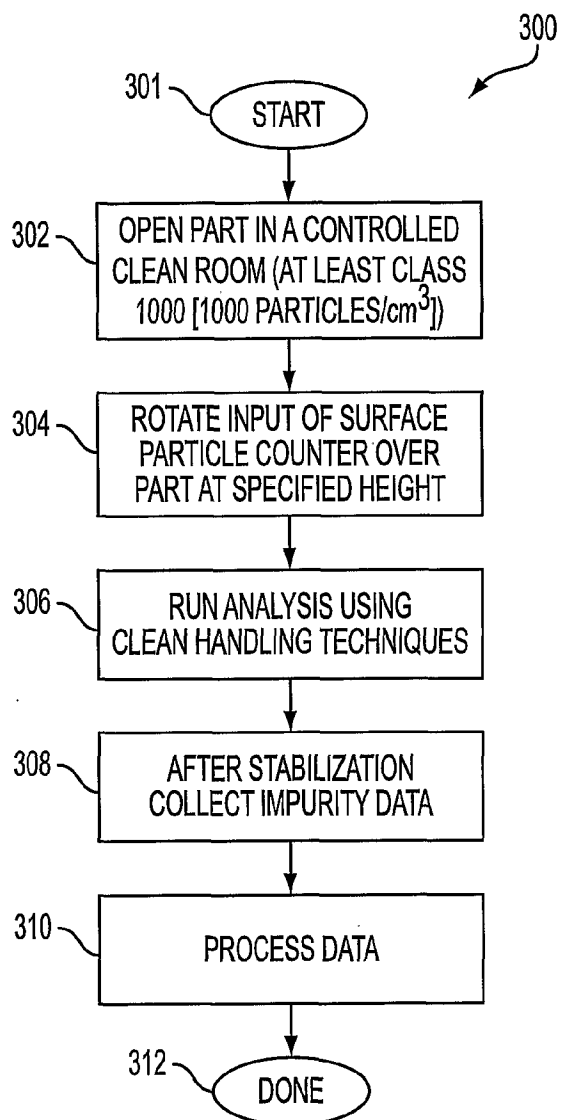 300
301
START
302
OPEN PART IN A CONTROLLED
CLEAN ROOM (AT LEAST CLASS
1000 [1000 PARTICLES/cm³])
304
ROTATE INPUT OF SURFACE
PARTICLE COUNTER OVER
PART AT SPECIFIED HEIGHT
306
RUN ANALYSIS USING
CLEAN HANDLING TECHNIQUES
308
AFTER STABILIZATION
COLLECT IMPURITY DATA
310
PROCESS DATA
312
DONE